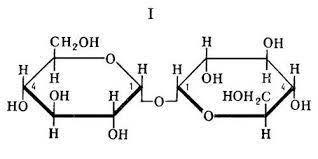 I
CH₂OH H OH
H O H H H H
H OH H
4 1 1 4
OH H HOH₂C
HO O OH
O
H OH H